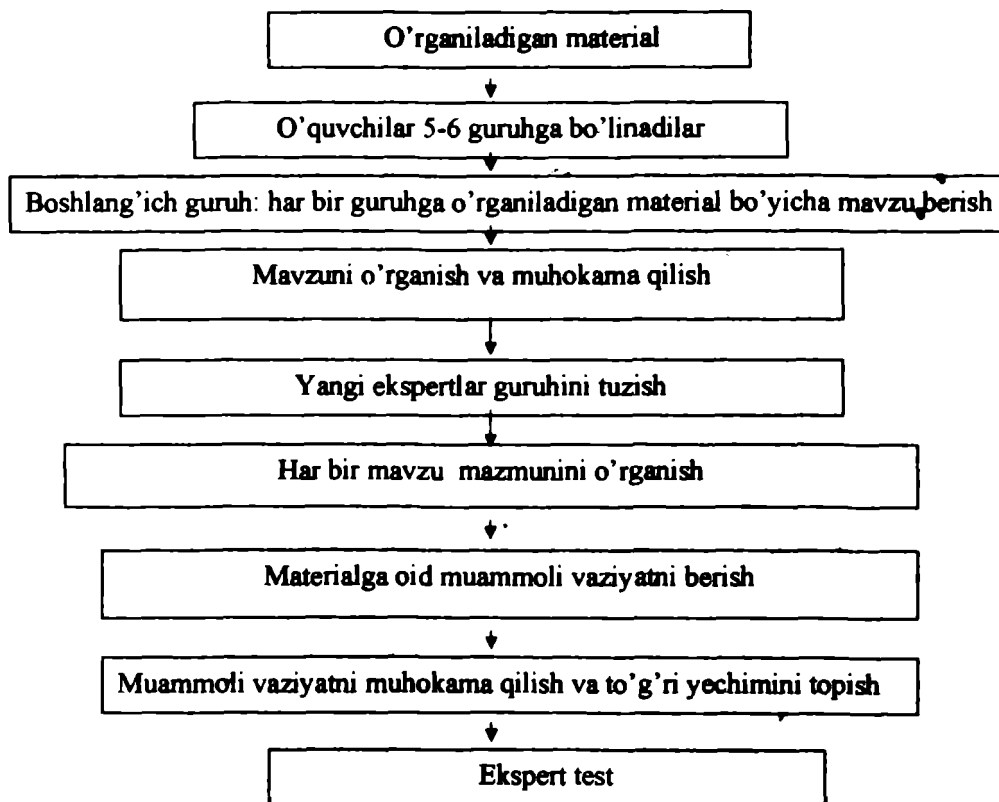 O'rganiladigan material
O'quvchilar 5-6 guruhga bo'linadilar
Boshlang'ich guruh: har bir guruhga o'rganiladigan material bo'yicha mavzu berish
Mavzuni o'rganish va muhokama qilish
Yangi ekspertlar guruhini tuzish
Har bir mavzu mazmunini o'rganish
Materialga oid muammoli vaziyatni berish
Muammoli vaziyatni muhokama qilish va to'g'ri yechimini topish
Ekspert test